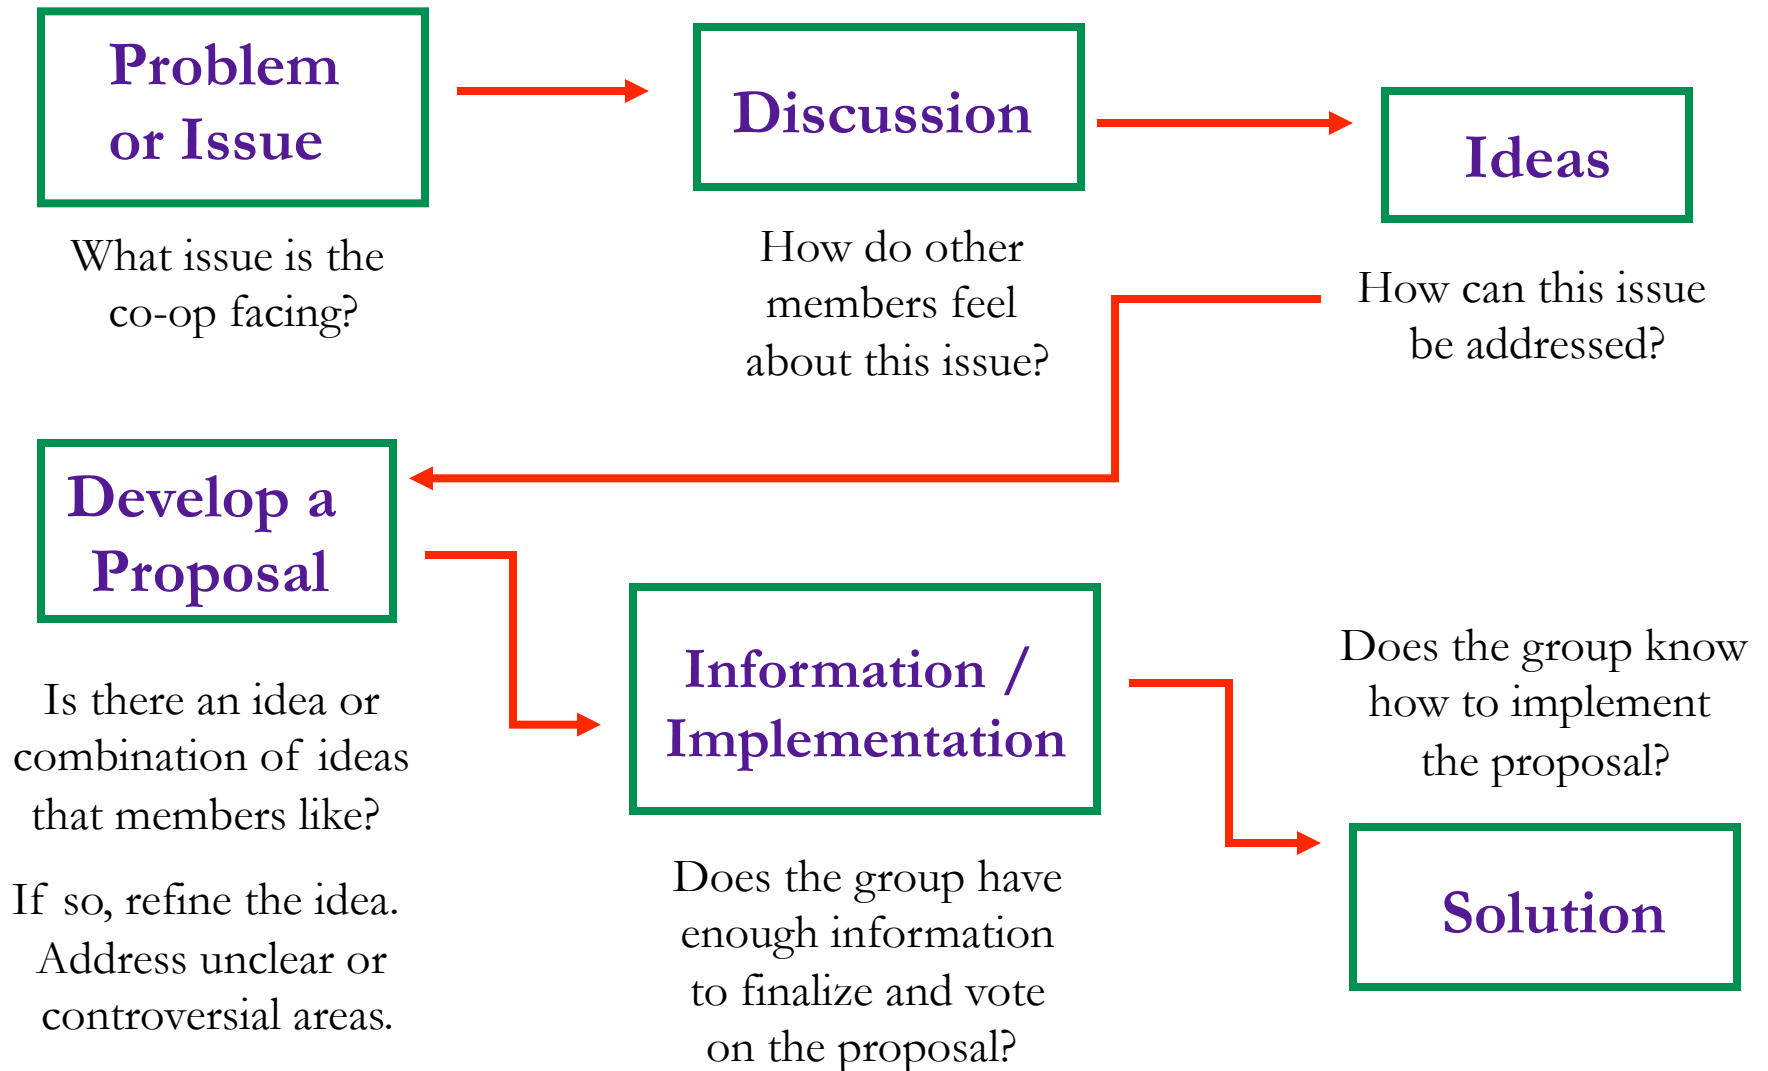 Problem
or Issue
What issue is the
co-op facing?
Discussion
How do other
members feel
about this issue?
Ideas
How can this issue
be addressed?
Develop a
Proposal
Is there an idea or
combination of ideas
that members like?
If so, refine the idea.
Address unclear or
controversial areas.
Information /
Implementation
Does the group have
enough information
to finalize and vote
on the proposal?
Does the group know
how to implement
the proposal?
Solution